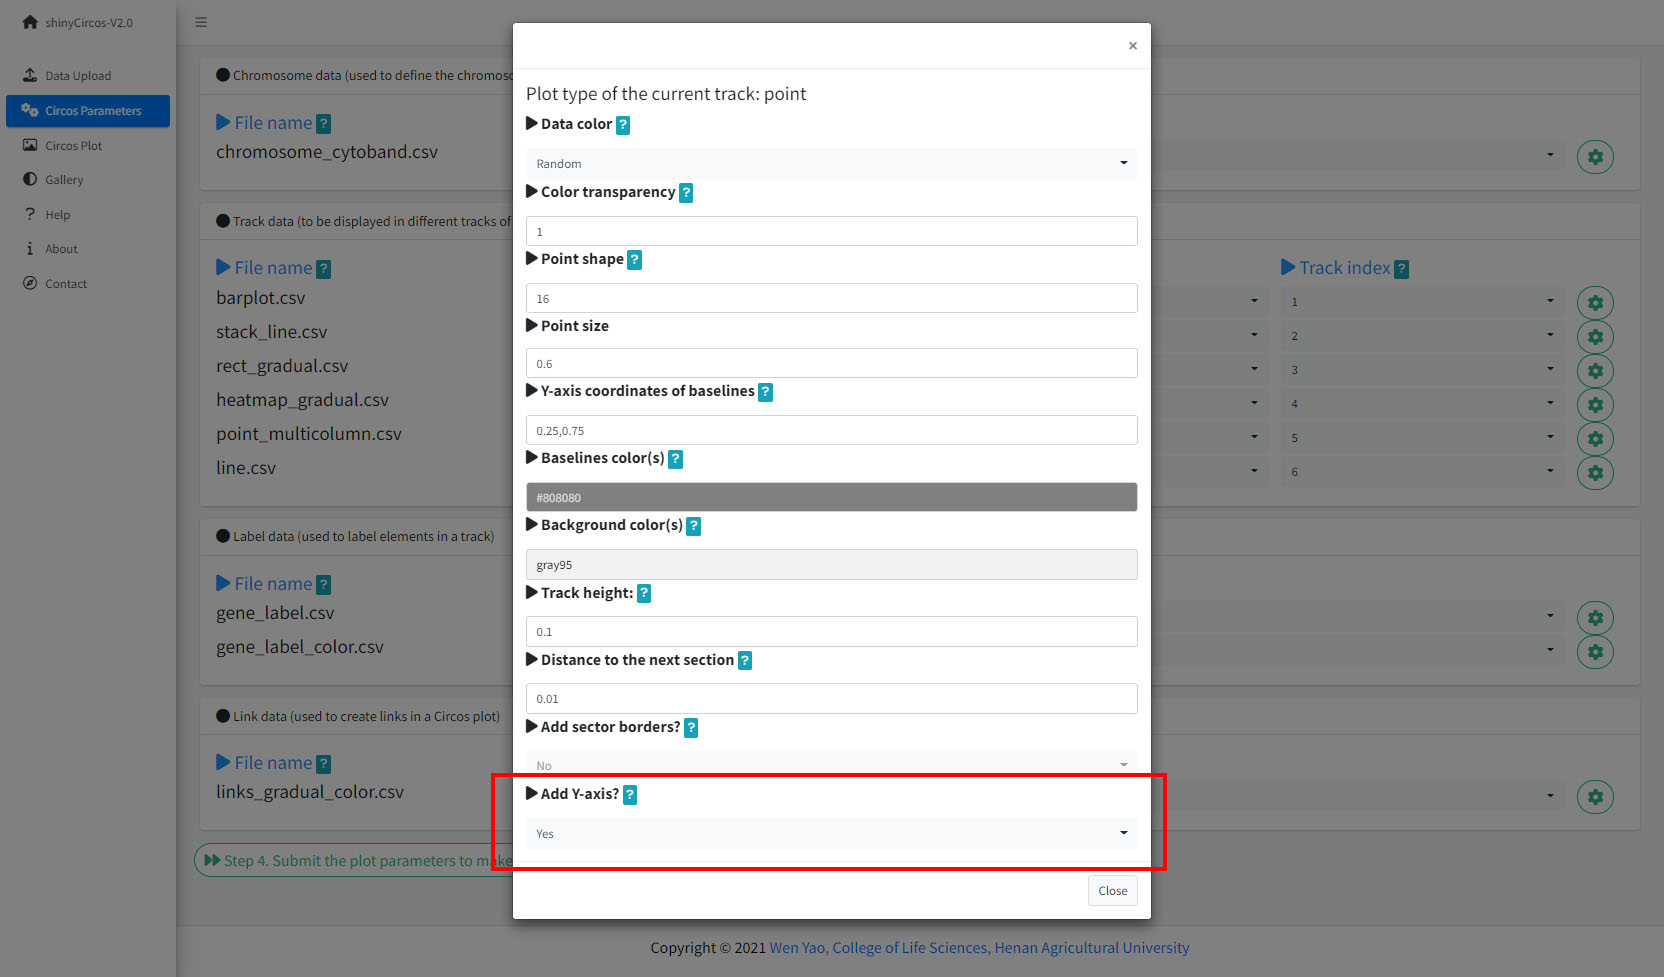 shinyCircos-V2.0
Data Upload
Circos Parameters
Circos Plot
Gallery
Help
About
Contact
Chromosome data (used to define the chromoso
File name ?
chromosome_cytoband.csv
Track data (to be displayed in different tracks of
File name ?
Track index ?
barplot.csv
1
stack_line.csv
2
rect_gradual.csv
3
heatmap_gradual.csv
4
point_multicolumn.csv
5
line.csv
6
Label data (used to label elements in a track)
File name ?
gene_label.csv
gene_label_color.csv
Link data (used to create links in a Circos plot)
File name ?
links_gradual_color.csv
Step 4. Submit the plot parameters to make
×
Plot type of the current track: point
Data color ?
Random
Color transparency ?
1
Point shape ?
16
Point size
0.6
Y-axis coordinates of baselines ?
0.25,0.75
Baselines color(s) ?
#808080
Background color(s) ?
gray95
Track height: ?
0.1
Distance to the next section ?
0.01
Add sector borders? ?
No
Add Y-axis? ?
Yes
Close
Copyright © 2021 Wen Yao, College of Life Sciences, Henan Agricultural University